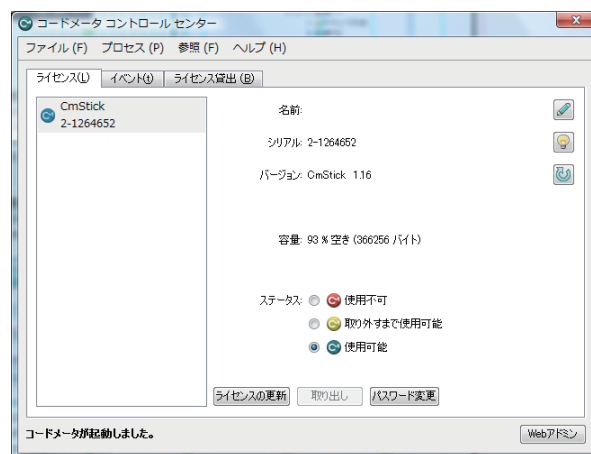 コードメータ コントロール センター
ファイル (F) プロセス (P) 参照 (F) ヘルプ (H)
ライセンス(L) イベント(t) ライセンス貸出 (B)
CmStick
2-1264652
名前:
シリアル: 2-1264652
バージョン: CmStick 1.16
容量: 93 % 空き (366256 バイト)
ステータス: 使用不可
取り外すまで使用可能
使用可能
ライセンスの更新 取り出し パスワード変更
コードメータが起動しました。 Webアドミン